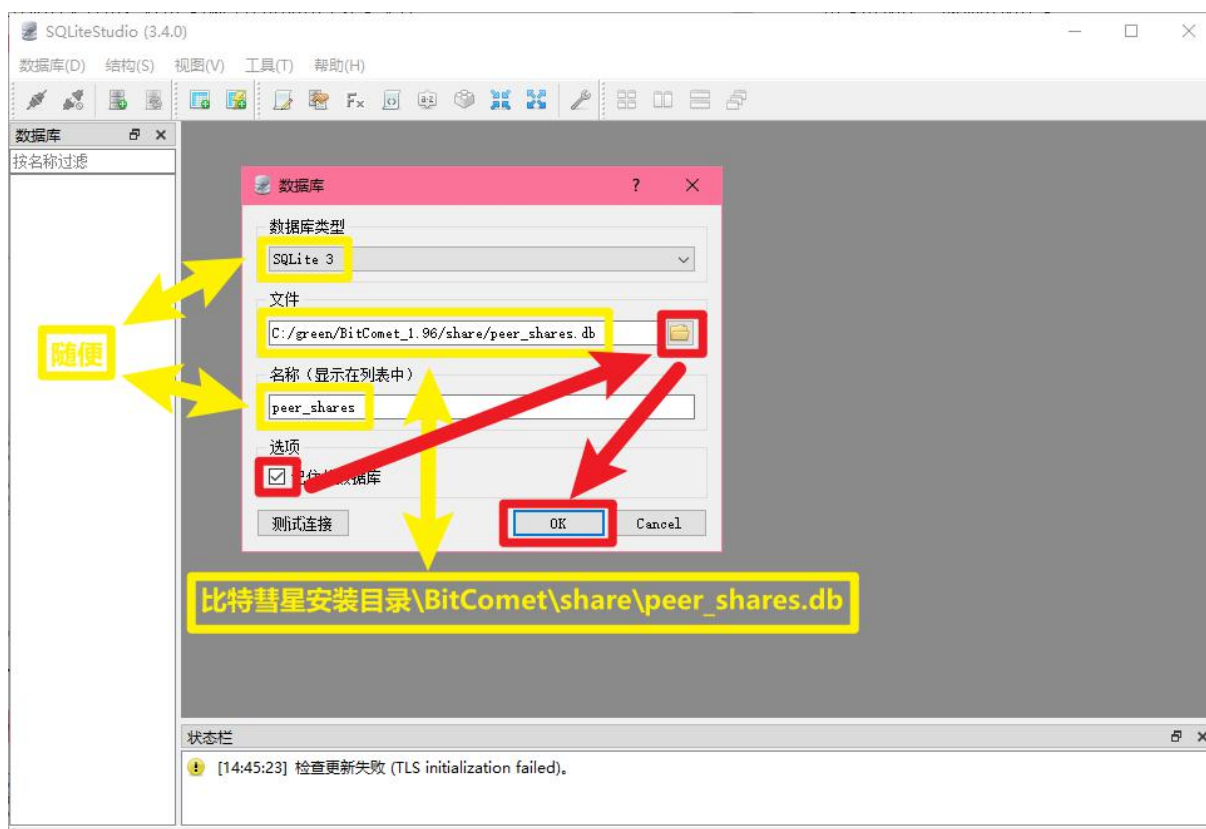 SQLiteStudio (3.4.0)
数据库(D) 结构(S) 视图(V) 工具(T) 帮助(H)
数据库
按名称过滤
数据库
数据库类型
SQLite 3
文件
C:/green/BitComet_1.96/share/peer_shares.db
随便
名称（显示在列表中）
peer_shares
选项
数据库
测试连接 OK Cancel
比特彗星安装目录\BitComet\share\peer_shares.db
状态栏
[14:45:23] 检查更新失败 (TLS initialization failed)。